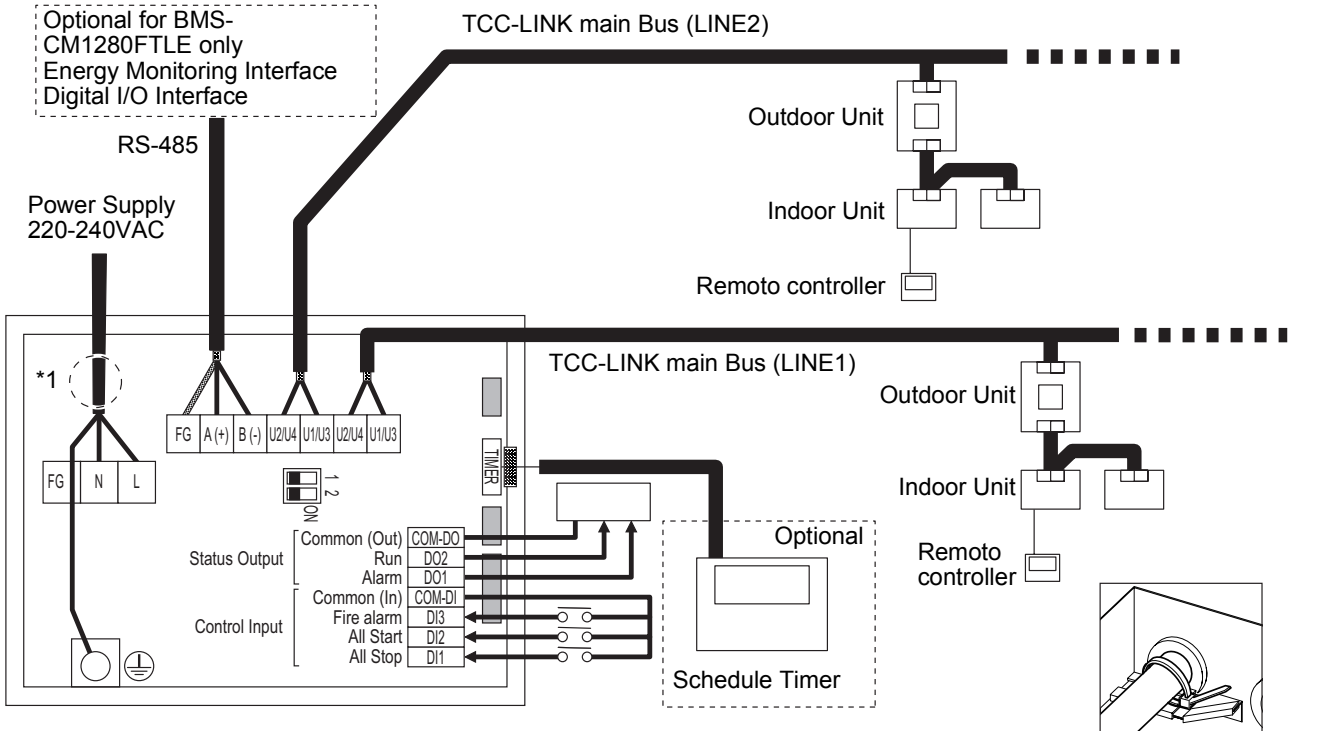 Optional for BMS-
CM1280FTLE only
Energy Monitoring Interface
Digital I/O Interface
TCC-LINK main Bus (LINE2)
RS-485
Outdoor Unit
Power Supply
220-240VAC
Indoor Unit
Remoto controller
TCC-LINK main Bus (LINE1)
*1
Outdoor Unit
FG A (+) B (-) U2/U4 U1/U3 U2/U4 U1/U3
TIMER
FG N L
1
2
ON
Indoor Unit
Status Output
Common (Out) COM-DO
Run DO2
Alarm DO1
Optional
Remoto
controller
Control Input
Common (In) COM-DI
Fire alarm DI3
All Start DI2
All Stop DI1
Schedule Timer